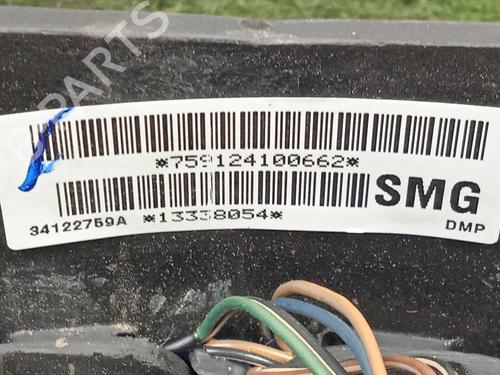 B PARTS
*759124100662*
34122759A *13338054* SMG
DMP